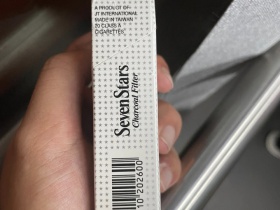 A PRODUCT OF
JT INTERNATIONAL
MADE IN TAIWAN
20 CLASS A
CIGARETTES
SevenStars
Charcoal Filter
10 202600